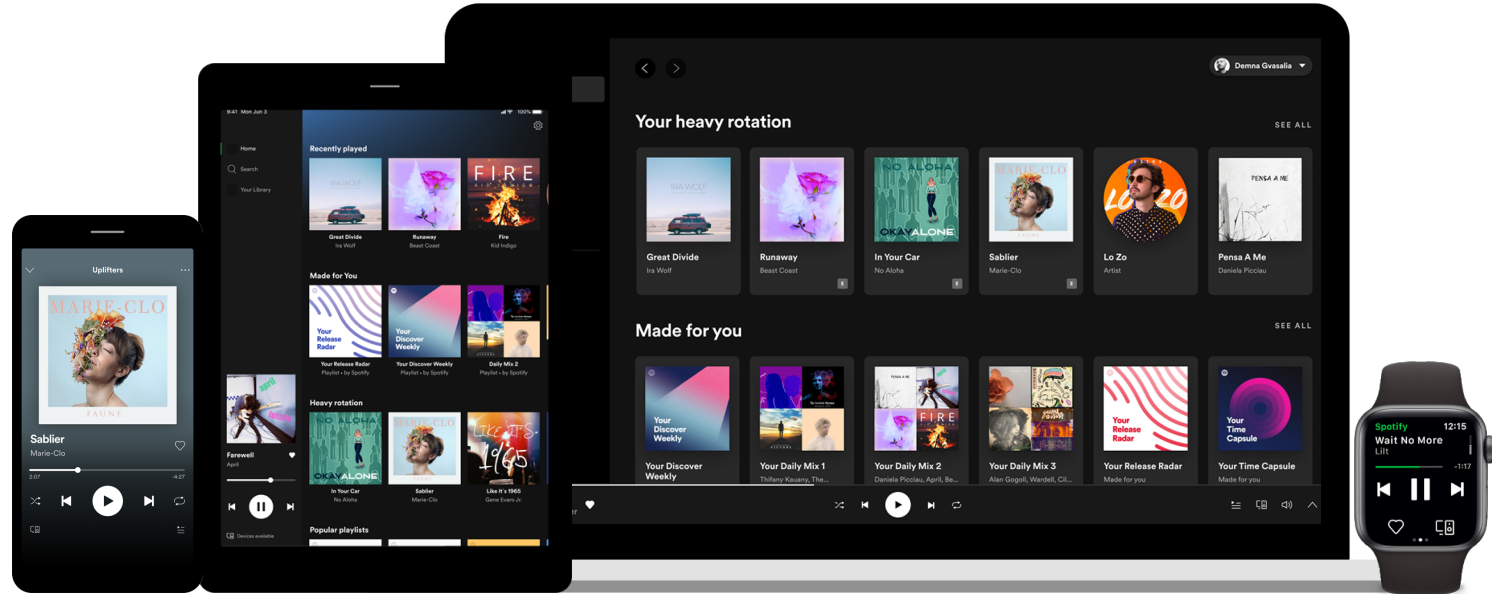 Uplifters
MARIE-CLO
FAUNE
Sablier
Marie-Clo
2:07
-4:27
9:41 Mon Jun 3
100%
Home
Search
Your Library
Recently played
IRA WOLF
FIRE
KID INDIGO
Great Divide
Ira Wolf
Runaway
Beast Coast
Fire
Kid Indigo
Made for You
Your
Release
Radar
Your
Discover
Weekly
Your Release Radar
Playlist • by Spotify
Your Discover Weekly
Playlist • by Spotify
Daily Mix 2
Playlist • by Spotify
Heavy rotation
NO ALOHA
OKAY ALONE
MARIE-CLO
FAUNE
LIKE IT'S
1965
In Your Car
No Aloha
Sablier
Marie-Clo
Like It's 1965
Gene Evaro Jr.
Popular playlists
april
Farewell
April
Devices available
Demna Gvasalia
Your heavy rotation
SEE ALL
IRA WOLF
NO ALOHA
OKAY ALONE
MARIE-CLO
FAUNE
LO ZO
PENSA A ME
Great Divide
Ira Wolf
Runaway
Beast Coast
E
In Your Car
No Aloha
E
Sablier
Marie-Clo
E
Lo Zo
Artist
Pensa A Me
Daniela Picciau
Made for you
SEE ALL
Your
Discover
Weekly
PENSA A ME
april
FIRE
Your
Release
Radar
Your
Time
Capsule
Your Discover
Weekly
Your Daily Mix 1
Thifany Kauany, The...
Your Daily Mix 2
Daniela Picciau, April, Be...
Your Daily Mix 3
Alan Gogoll, Wardell, Cil...
Your Release Radar
Made for you
Your Time Capsule
Made for you
Spotify
12:15
Wait No More
Lilt
-1:17